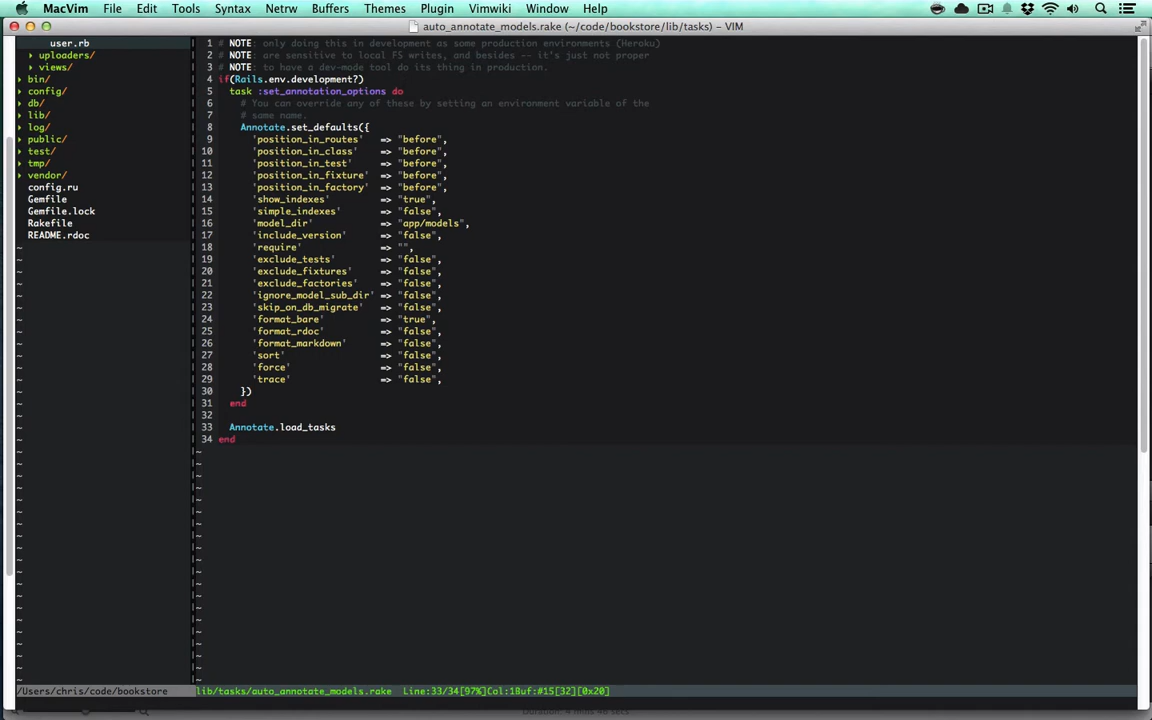 MacVim File Edit Tools Syntax Netrw Buffers Themes Plugin Vimwiki Window Help
auto_annotate_models.rake (~/code/bookstore/lib/tasks) – VIM
user.rb
uploaders/
views/
bin/
config/
db/
lib/
log/
public/
test/
tmp/
vendor/
config.ru
Gemfile
Gemfile.lock
Rakefile
README.rdoc
1 # NOTE: only doing this in development as some production environments (Heroku)
2 # NOTE: are sensitive to local FS writes, and besides -- it's just not proper
3 # NOTE: to have a dev-mode tool do its thing in production.
4 if(Rails.env.development?)
5 task :set_annotation_options do
6 # You can override any of these by setting an environment variable of the
7 # same name.
8 Annotate.set_defaults({
9 'position_in_routes' => "before",
10 'position_in_class' => "before",
11 'position_in_test' => "before",
12 'position_in_fixture' => "before",
13 'position_in_factory' => "before",
14 'show_indexes' => "true",
15 'simple_indexes' => "false",
16 'model_dir' => "app/models",
17 'include_version' => "false",
18 'require' => "",
19 'exclude_tests' => "false",
20 'exclude_fixtures' => "false",
21 'exclude_factories' => "false",
22 'ignore_model_sub_dir' => "false",
23 'skip_on_db_migrate' => "false",
24 'format_bare' => "true",
25 'format_rdoc' => "false",
26 'format_markdown' => "false",
27 'sort' => "false",
28 'force' => "false",
29 'trace' => "false",
30 })
31 end
32
33 Annotate.load_tasks
34 end
/Users/chris/code/bookstore lib/tasks/auto_annotate_models.rake Line:33/34[97%]Col:1Buf:#15[32][0x20]
Duration: 4 mins 48 secs